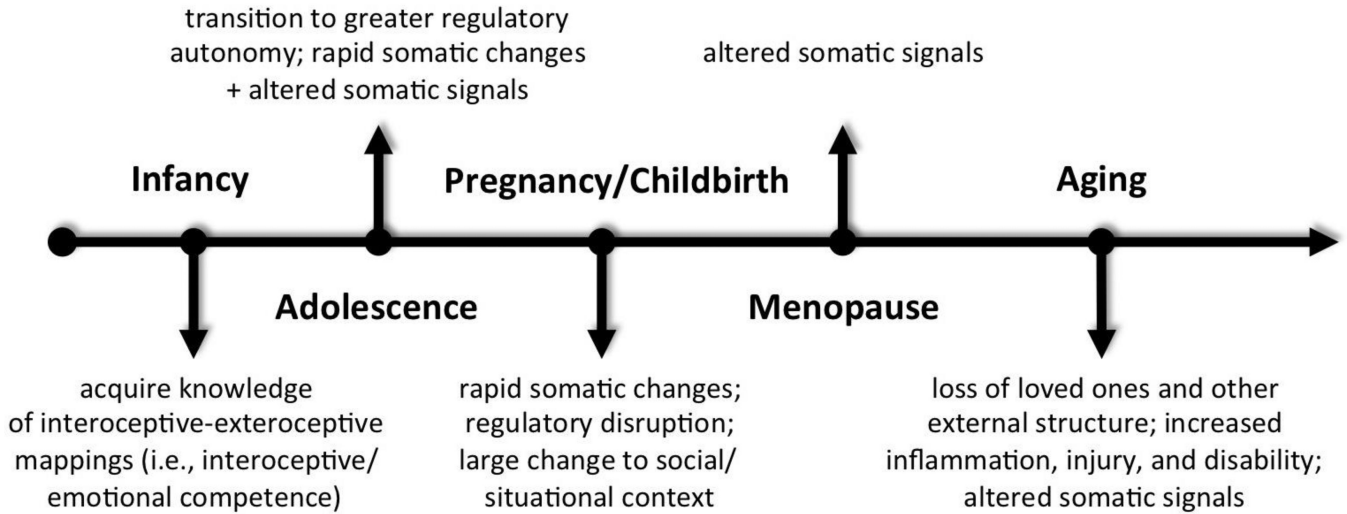 transition to greater regulatory
autonomy; rapid somatic changes
+ altered somatic signals
altered somatic signals
Infancy
Pregnancy/Childbirth
Aging
Adolescence
Menopause
acquire knowledge
of interoceptive-exteroceptive
mappings (i.e., interoceptive/
emotional competence)
rapid somatic changes;
regulatory disruption;
large change to social/
situational context
loss of loved ones and other
external structure; increased
inflammation, injury, and disability;
altered somatic signals